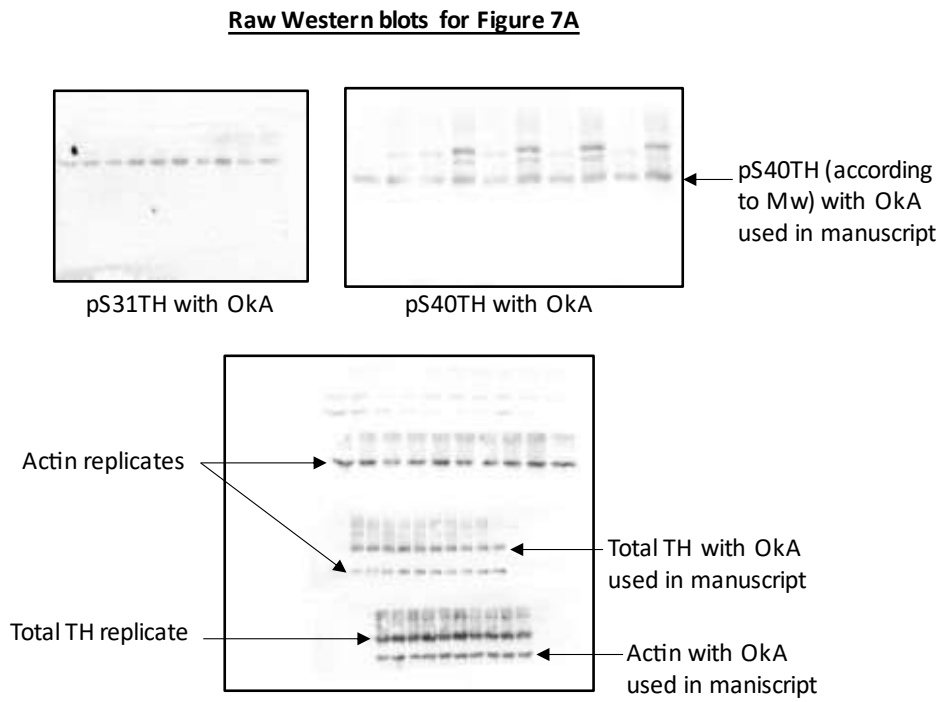 Raw Western blots for Figure 7A
pS40TH (according
to Mw) with OkA
used in manuscript
pS31TH with OkA
pS40TH with OkA
Actin replicates
Total TH with OkA
used in manuscript
Total TH replicate
Actin with OkA
used in maniscript